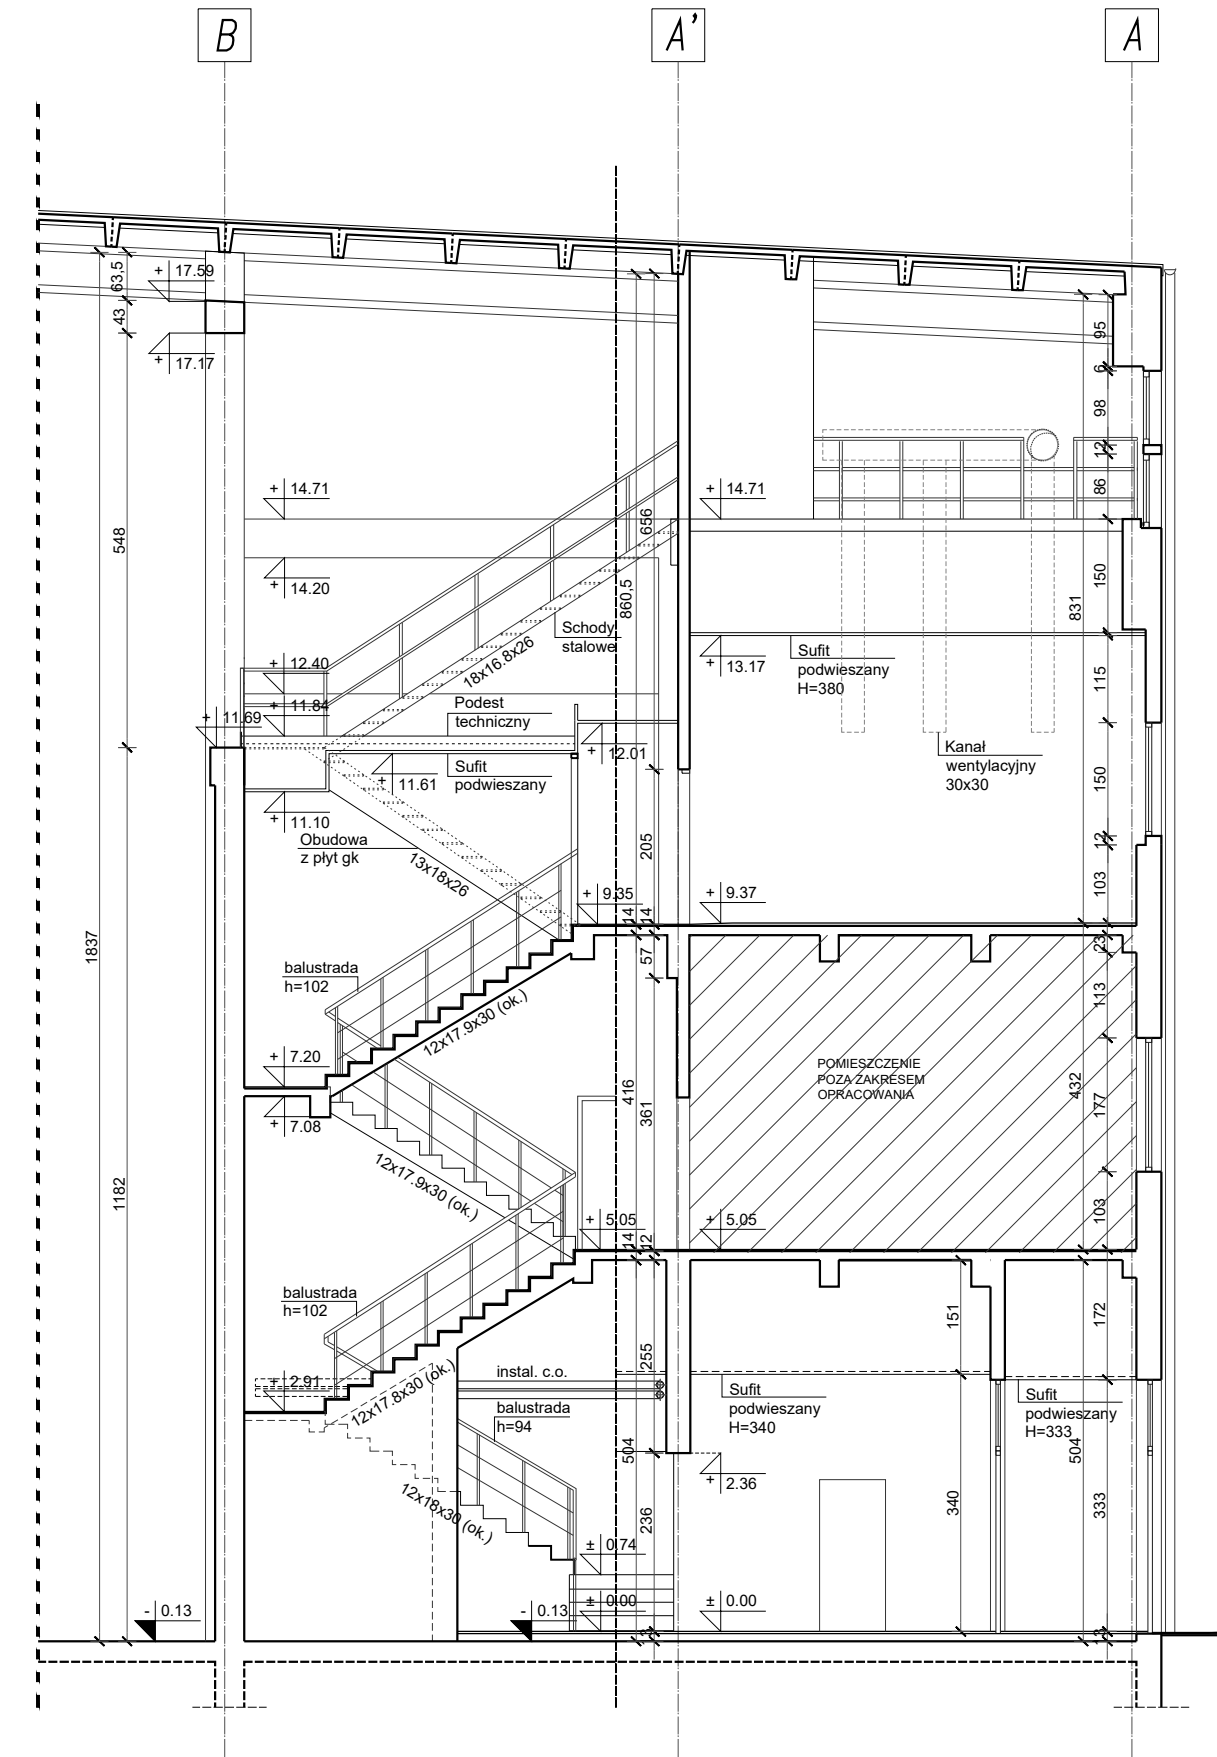 B
A’
A
63,5
+ 17.59
43
+ 17.17
95
6
98
12
86
+ 14.71
+ 14.71
656
548
+ 14.20
860,5
150
831
Schody
stalowe
18x16.8x26
Sufit
podwieszany
H=380
+ 13.17
+ 12.40
115
+ 11.84
+ 11.69
Podest
techniczny
+ 12.01
Kanał
wentylacyjny
30x30
Sufit
podwieszany
+ 11.61
150
+ 11.10
Obudowa
z płyt gk
13x18x26
205
12
103
+ 9.35
+ 9.37
14
14
1837
57
23
balustrada
h=102
113
12x17.9x30 (ok.)
+ 7.20
POMIESZCZENIE
POZA ZAKRESEM
OPRACOWANIA
416
361
432
177
+ 7.08
12x17.9x30 (ok.)
1182
103
+ 5.05
+ 5.05
14
12
balustrada
h=102
151
172
255
instal. c.o.
+ 2.91
Sufit
podwieszany
H=340
Sufit
podwieszany
H=333
12x17.8x30 (ok.)
balustrada
h=94
504
504
+ 2.36
12x18x30 (ok.)
236
340
333
± 0.74
± 0.00
± 0.00
- 0.13
- 0.13